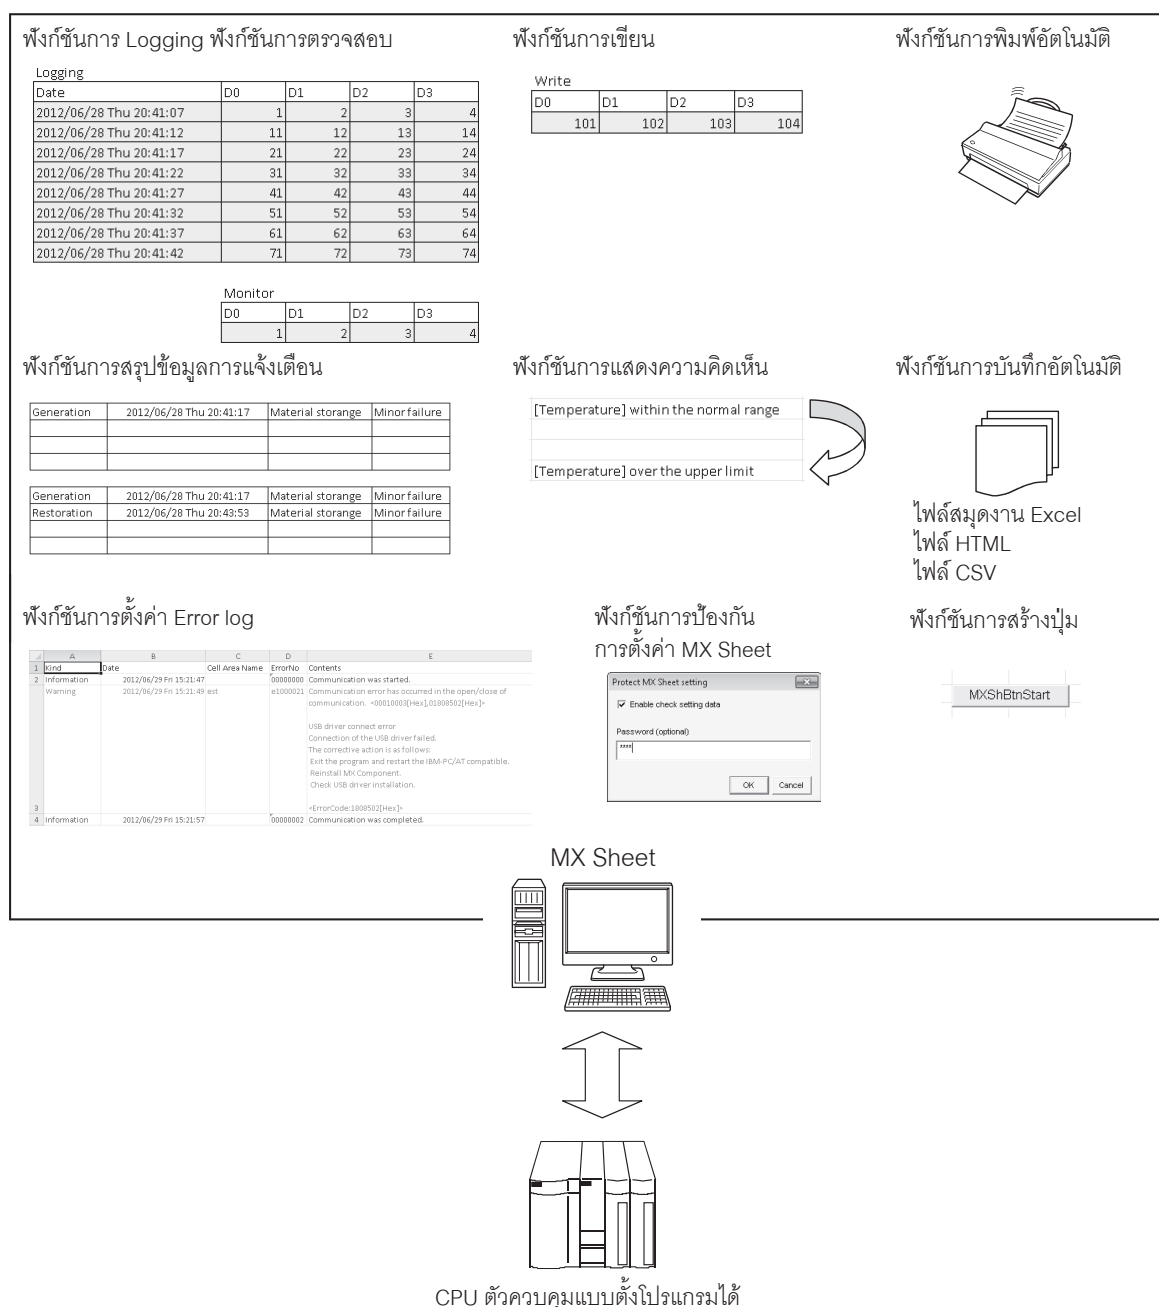 ฟังก์ชันการ Logging ฟังก์ชันการตรวจสอบ
Logging
Date D0 D1 D2 D3
2012/06/28 Thu 20:41:07 1 2 3 4
2012/06/28 Thu 20:41:12 11 12 13 14
2012/06/28 Thu 20:41:17 21 22 23 24
2012/06/28 Thu 20:41:22 31 32 33 34
2012/06/28 Thu 20:41:27 41 42 43 44
2012/06/28 Thu 20:41:32 51 52 53 54
2012/06/28 Thu 20:41:37 61 62 63 64
2012/06/28 Thu 20:41:42 71 72 73 74
Monitor
D0 D1 D2 D3
1 2 3 4
ฟังก์ชันการเขียน
Write
D0 D1 D2 D3
101 102 103 104
ฟังก์ชันการพิมพ์อัตโนมัติ
ฟังก์ชันการสรุปข้อมูลการแจ้งเตือน
Generation 2012/06/28 Thu 20:41:17 Material storange Minor failure
Generation 2012/06/28 Thu 20:41:17 Material storange Minor failure
Restoration 2012/06/28 Thu 20:43:53 Material storange Minor failure
ฟังก์ชันการแสดงความคิดเห็น
[Temperature] within the normal range
[Temperature] over the upper limit
ฟังก์ชันการบันทึกอัตโนมัติ
ไฟล์สมุดงาน Excel
ไฟล์ HTML
ไฟล์ CSV
ฟังก์ชันการตั้งค่า Error log
A B C D E
1 Kind Date Cell Area Name ErrorNo Contents
2 Information 2012/06/29 Fri 15:21:47 00000000 Communication was started.
Warning 2012/06/29 Fri 15:21:49 est e1000021 Communication error has occurred in the open/close of
communication. <00010003[Hex],01808502[Hex]>
USB driver connect error
Connection of the USB driver failed.
The corrective action is as follows:
Exit the program and restart the IBM-PC/AT compatible.
Reinstall MX Component.
Check USB driver installation.
3 <ErrorCode:1808502[Hex]>
4 Information 2012/06/29 Fri 15:21:57 00000002 Communication was completed.
ฟังก์ชันการป้องกัน
การตั้งค่า MX Sheet
Protect MX Sheet setting
Enable check setting data
Password (optional)
****
OK Cancel
ฟังก์ชันการสร้างปุ่ม
MXShBtnStart
MX Sheet
CPU ตัวควบคุมแบบตั้งโปรแกรมได้